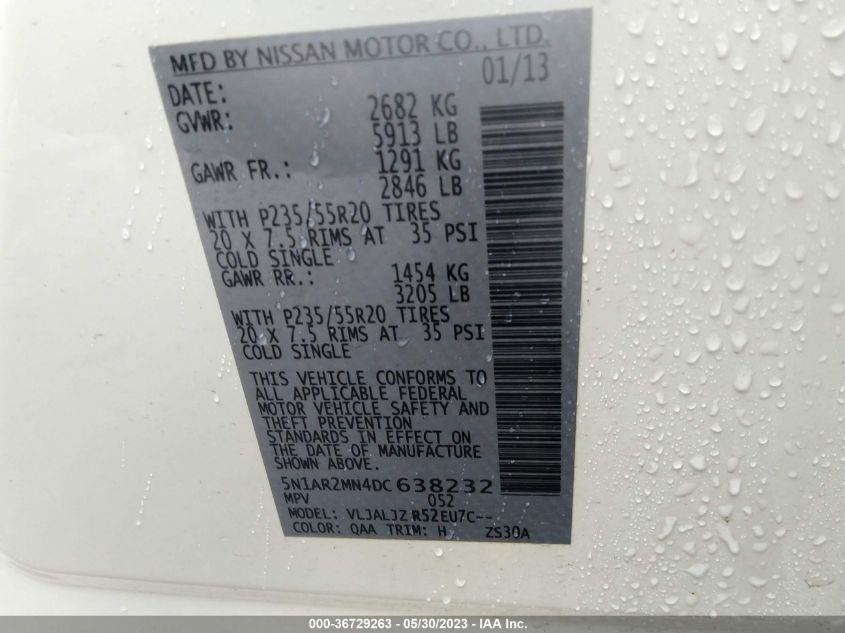 MFD BY NISSAN MOTOR CO., LTD.
DATE: 01/13
GVWR: 2682 KG
5913 LB
GAWR FR.: 1291 KG
2846 LB
WITH P235/55R20 TIRES
20 X 7.5 RIMS AT 35 PSI
COLD SINGLE
GAWR RR.: 1454 KG
3205 LB
WITH P235/55R20 TIRES
20 X 7.5 RIMS AT 35 PSI
COLD SINGLE
THIS VEHICLE CONFORMS TO
ALL APPLICABLE FEDERAL
MOTOR VEHICLE SAFETY AND
THEFT PREVENTION
STANDARDS IN EFFECT ON
THE DATE OF MANUFACTURE
SHOWN ABOVE.
5N1AR2MN4DC638232
MPV 052
MODEL: VLJALJZ R52EU7C--
COLOR: QAA TRIM: H ZS30A
000-36729263 - 05/30/2023 - IAA Inc.